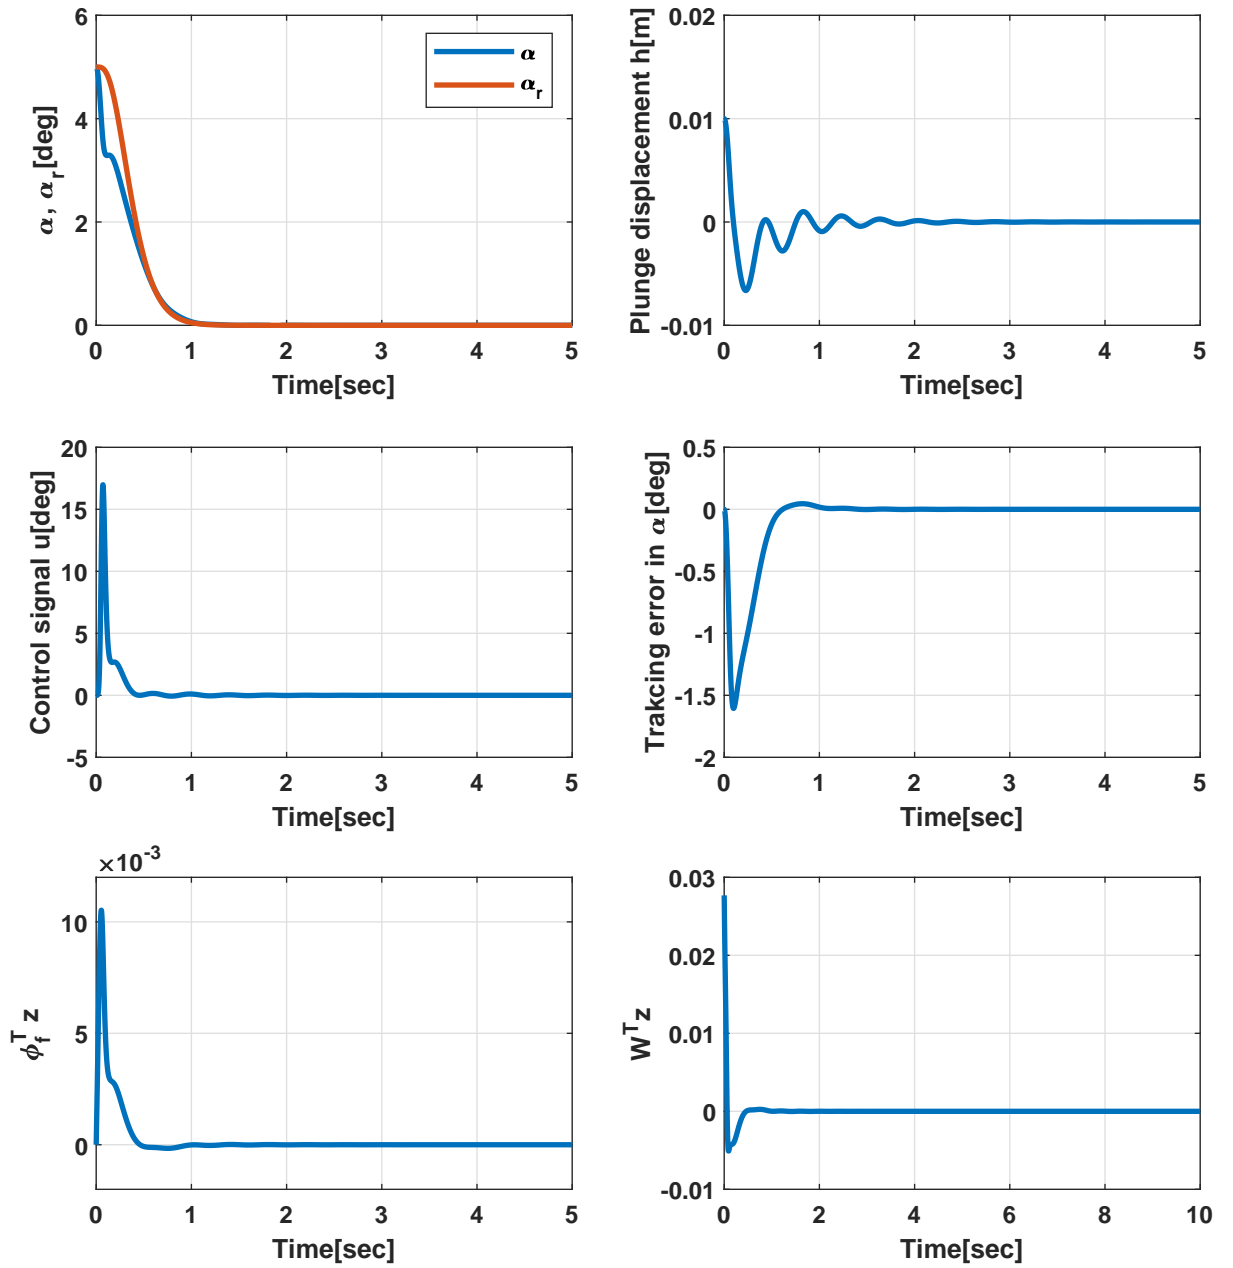 6
4
2
0
0 1 2 3 4 5
α, α_r[deg]
Time[sec]
α
α_r
0.02
0.01
0
-0.01
0 1 2 3 4 5
Plunge displacement h[m]
Time[sec]
20
15
10
5
0
-5
0 1 2 3 4 5
Control signal u[deg]
Time[sec]
0.5
0
-0.5
-1
-1.5
-2
0 1 2 3 4 5
Trakcing error in α[deg]
Time[sec]
×10^-3
10
5
0
0 1 2 3 4 5
ϕ_f^T z
Time[sec]
0.03
0.02
0.01
0
-0.01
0 2 4 6 8 10
W^T z
Time[sec]